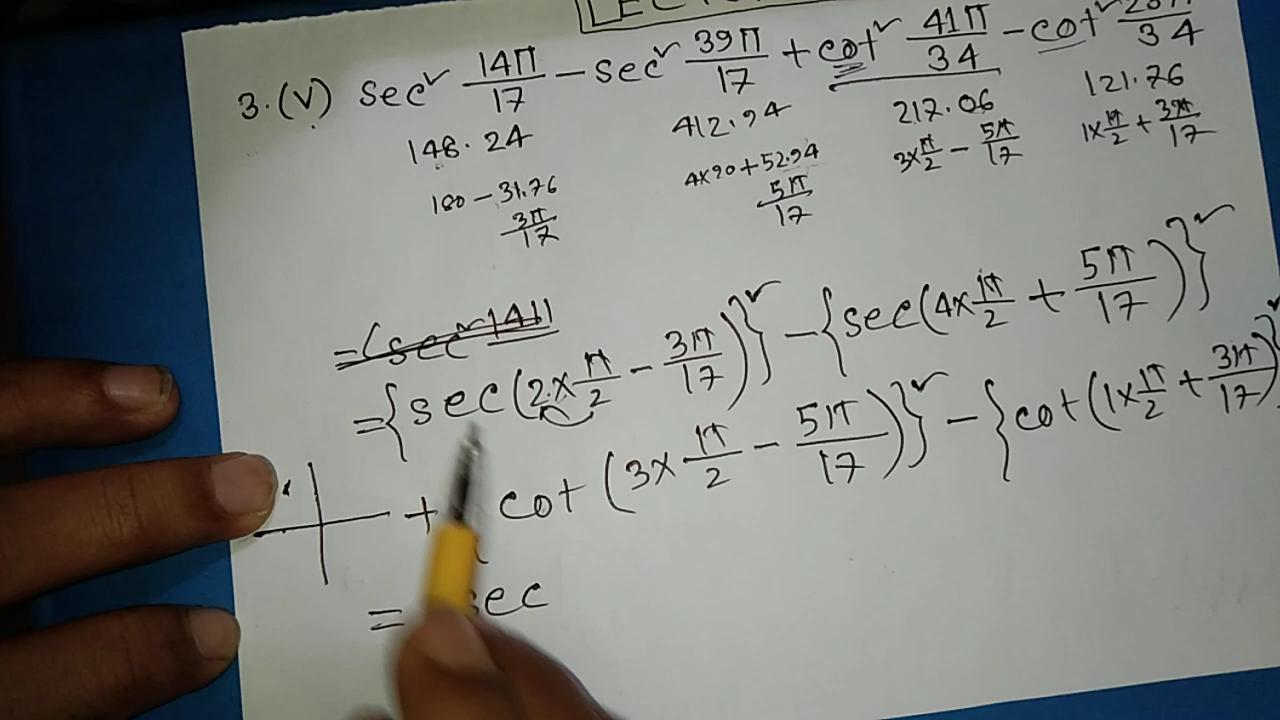 LECTU
3.(V) sec² 14π/17 − sec² 39π/17 + cot² 41π/34 − cot² π/34
148.24 412.94 217.06 121.76
180 − 31.76 4×90 + 52.94 3×π/2 − 5π/17 1×π/2 + 3π/17
3π/17 5π/17
= (sec² 14π
= {sec(2×π/2 − 3π/17)}² − {sec(4×π/2 + 5π/17)}²
+ cot(3×π/2 − 5π/17)}² − {cot(1×π/2 + 3π/17)}²
= sec